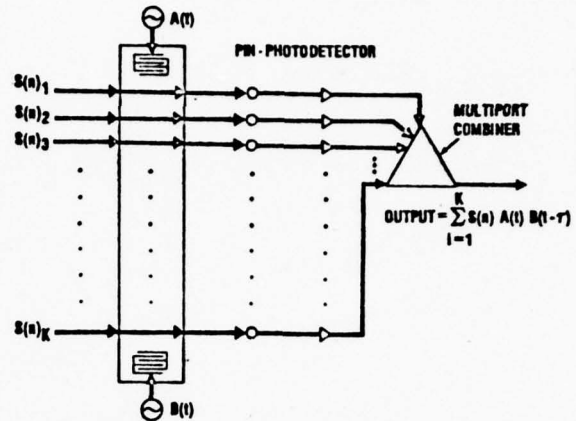 A(t)
PIN-PHOTODETECTOR
S(n)1
S(n)2
S(n)3
MULTIPORT
COMBINER
K
OUTPUT = ∑ S(n) A(t) B(t-τ)
i=1
S(n)K
B(t)